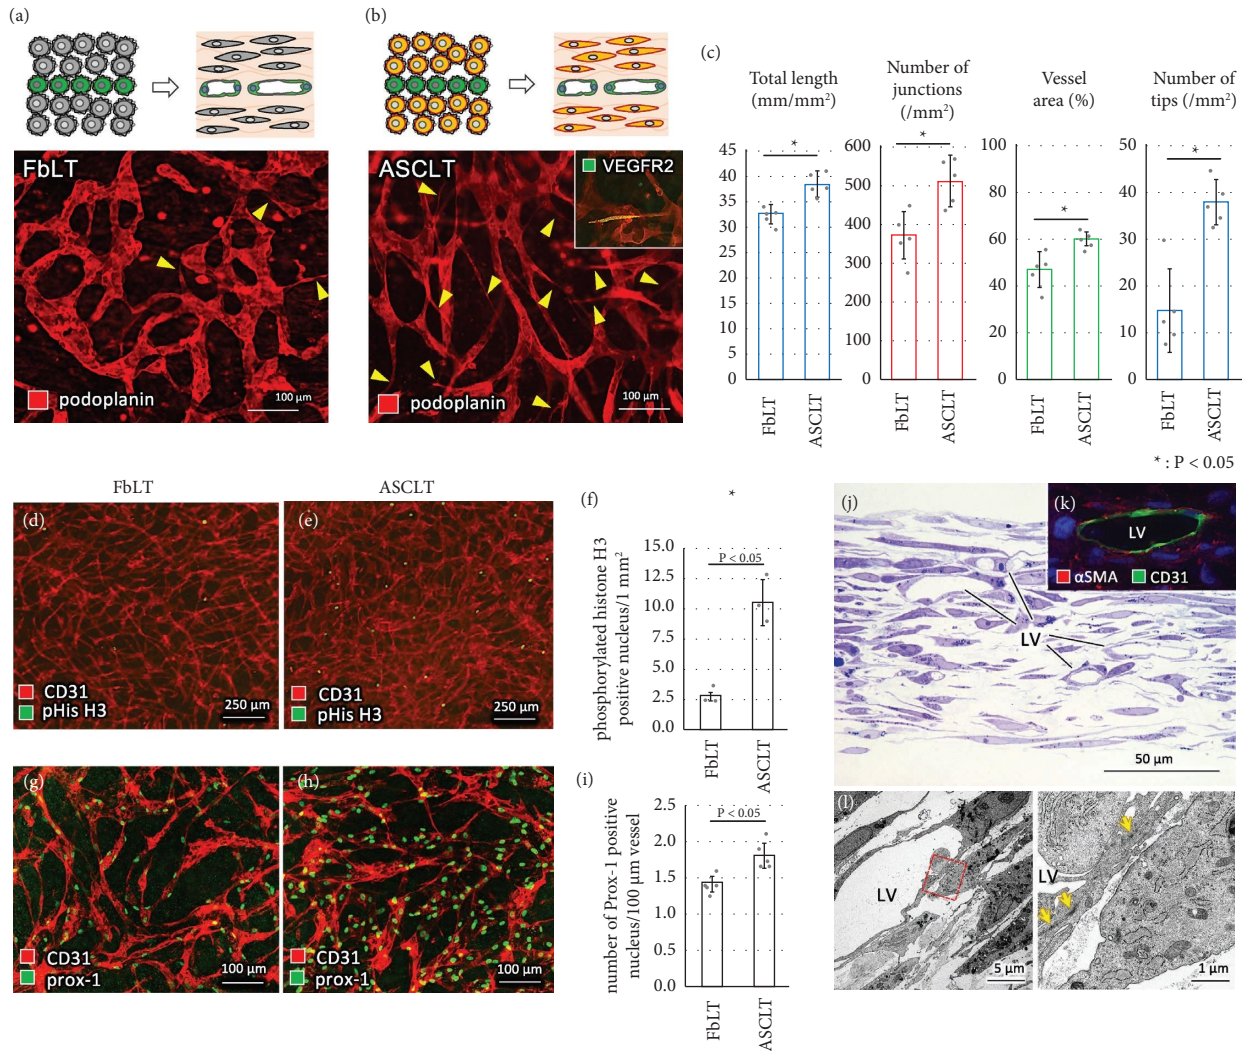 (a)
(b)
(c)
Total length
(mm/mm²)
Number of
junctions
(/mm²)
Vessel
area (%)
Number of
tips (/mm²)
FbLT
podoplanin
100 μm
ASCLT
VEGFR2
podoplanin
100 μm
*
45
40
35
30
25
20
15
10
5
0
FbLT
ASCLT
*
600
500
400
300
200
100
0
FbLT
ASCLT
*
100
80
60
40
20
0
FbLT
ASCLT
*
50
40
30
20
10
0
FbLT
ASCLT
* : P < 0.05
FbLT
ASCLT
(d)
CD31
pHis H3
250 μm
(e)
CD31
pHis H3
250 μm
(f)
*
phosphorylated histone H3
positive nucleus/1 mm²
15.0
12.5
10.0
7.5
5.0
2.5
0.0
P < 0.05
FbLT
ASCLT
(g)
CD31
prox-1
100 μm
(h)
CD31
prox-1
100 μm
(i)
number of Prox-1 positive
nucleus/100 μm vessel
2.5
2.0
1.5
1.0
0.5
0.0
P < 0.05
FbLT
ASCLT
(j)
LV
50 μm
(k)
LV
αSMA
CD31
(l)
LV
5 μm
LV
1 μm